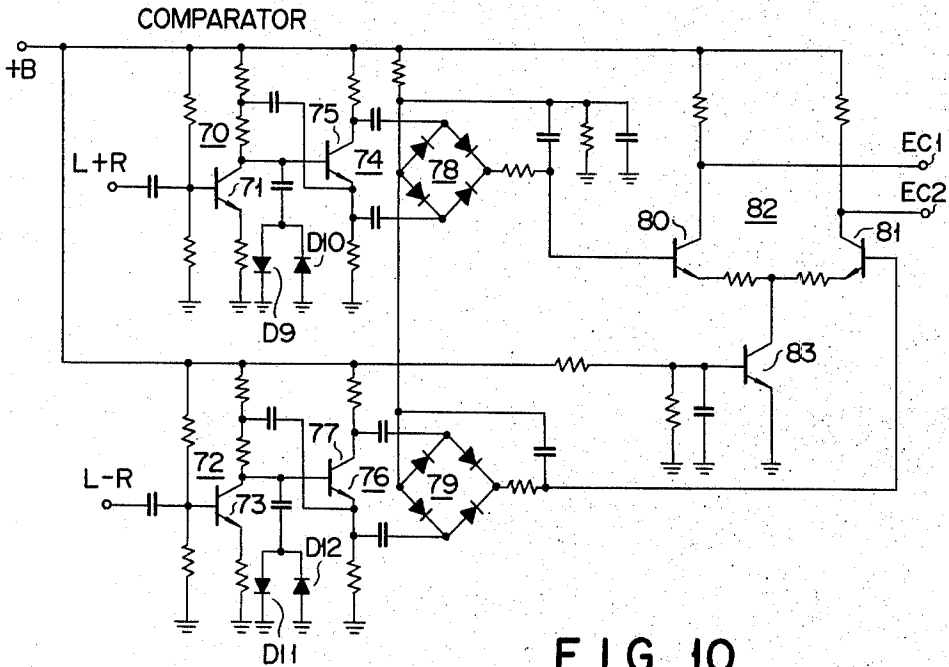 COMPARATOR
+B
70
75
74
78
L+R
71
D10
D9
80
82
EC1
EC2
81
83
72
77
76
79
L-R
73
D12
D11
FIG 10